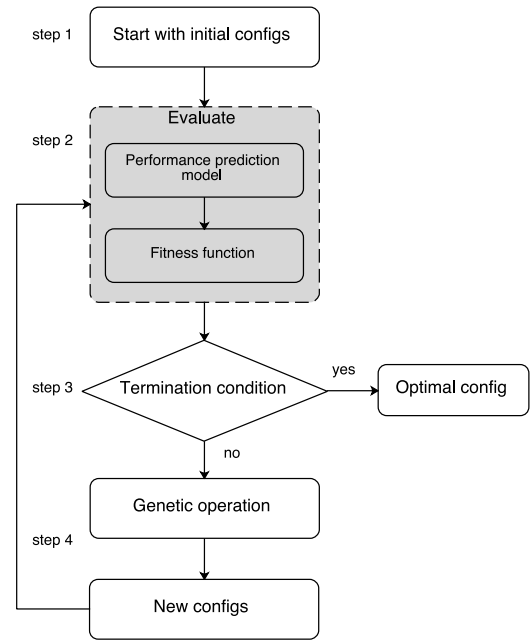 step 1
Start with initial configs
Evaluate
step 2
Performance prediction
model
Fitness function
step 3
Termination condition
yes
Optimal config
no
Genetic operation
step 4
New configs